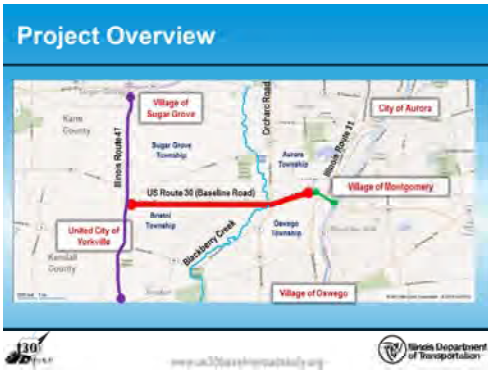 Project Overview
Village of
Sugar Grove
Orchard Road
City of Aurora
Illinois Route 47
Kane
County
Sugar Grove
Township
Aurora
Township
Illinois Route 31
US Route 30 (Baseline Road)
Village of Montgomery
United City of
Yorkville
Bristol
Township
Blackberry Creek
Oswego
Township
Kendall
County
Village of Oswego
Illinois Department
of Transportation